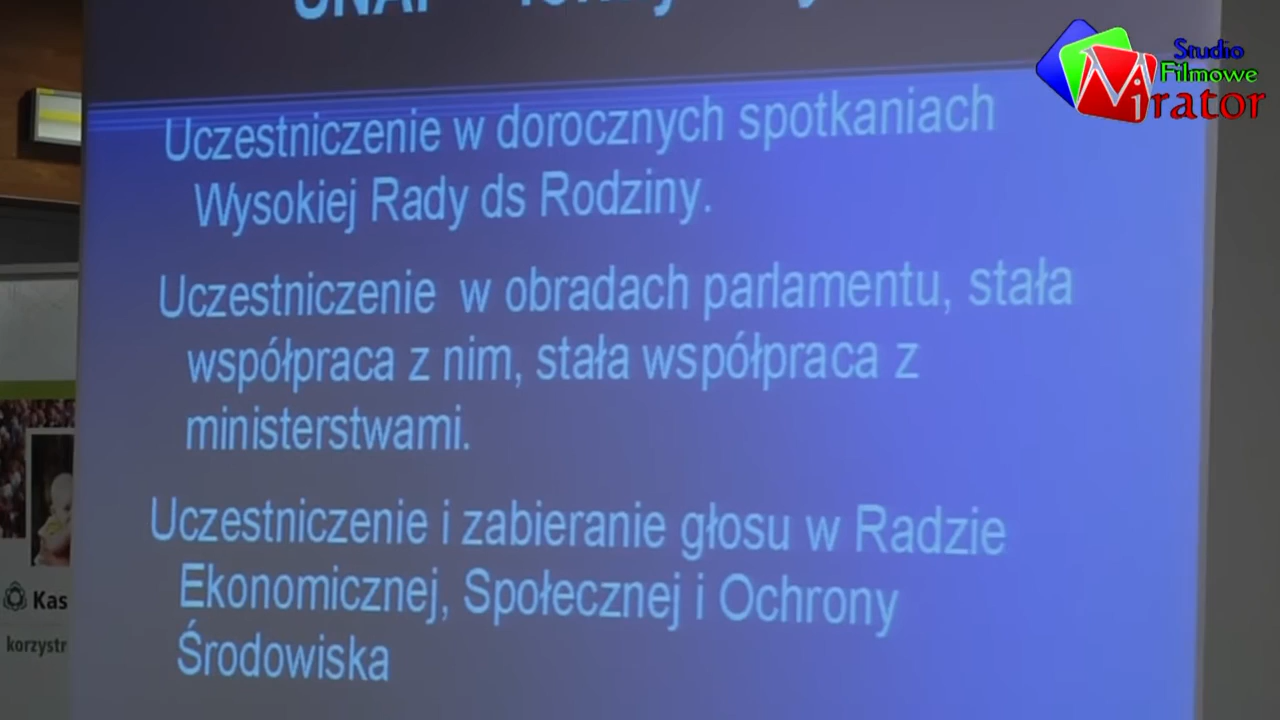 Studio
Filmowe
Mirator
Uczestniczenie w dorocznych spotkaniach
Wysokiej Rady ds Rodziny.
Uczestniczenie w obradach parlamentu, stała
współpraca z nim, stała współpraca z
ministerstwami.
Uczestniczenie i zabieranie głosu w Radzie
Ekonomicznej, Społecznej i Ochrony
Środowiska
Kas
korzystr